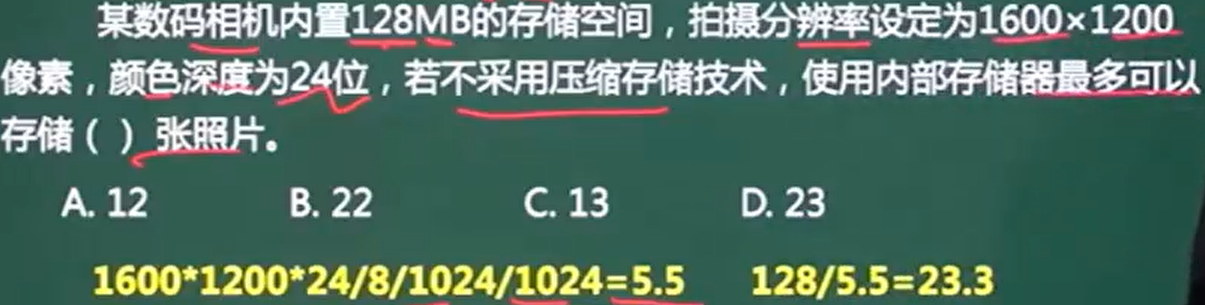 某数码相机内置128MB的存储空间，拍摄分辨率设定为1600×1200
像素，颜色深度为24位，若不采用压缩存储技术，使用内部存储器最多可以
存储（ ）张照片。
A. 12 B. 22 C. 13 D. 23
1600*1200*24/8/1024/1024=5.5 128/5.5=23.3